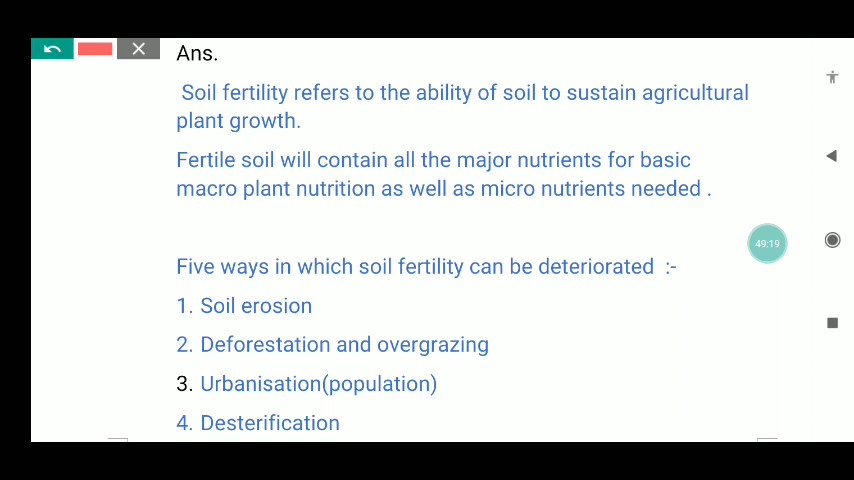 Ans.
Soil fertility refers to the ability of soil to sustain agricultural
plant growth.
Fertile soil will contain all the major nutrients for basic
macro plant nutrition as well as micro nutrients needed .
49:19
Five ways in which soil fertility can be deteriorated :-
1. Soil erosion
2. Deforestation and overgrazing
3. Urbanisation(population)
4. Desterification